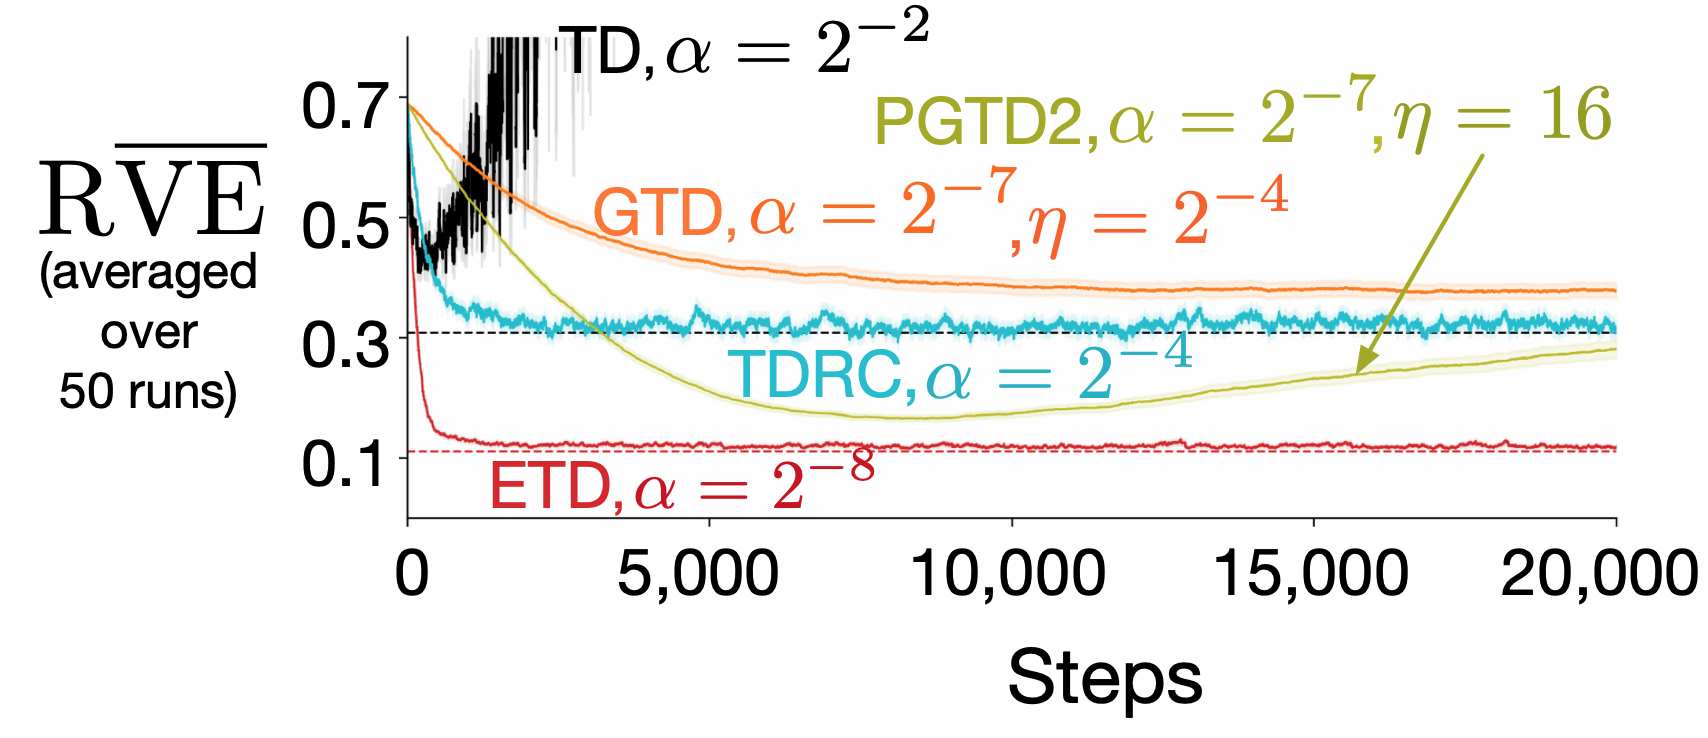 TD, α = 2⁻²
0.7
PGTD2, α = 2⁻⁷, η = 16
RV̅E̅
GTD, α = 2⁻⁷, η = 2⁻⁴
0.5
(averaged
over
50 runs)
0.3
TDRC, α = 2⁻⁴
0.1
ETD, α = 2⁻⁸
0 5,000 10,000 15,000 20,000
Steps